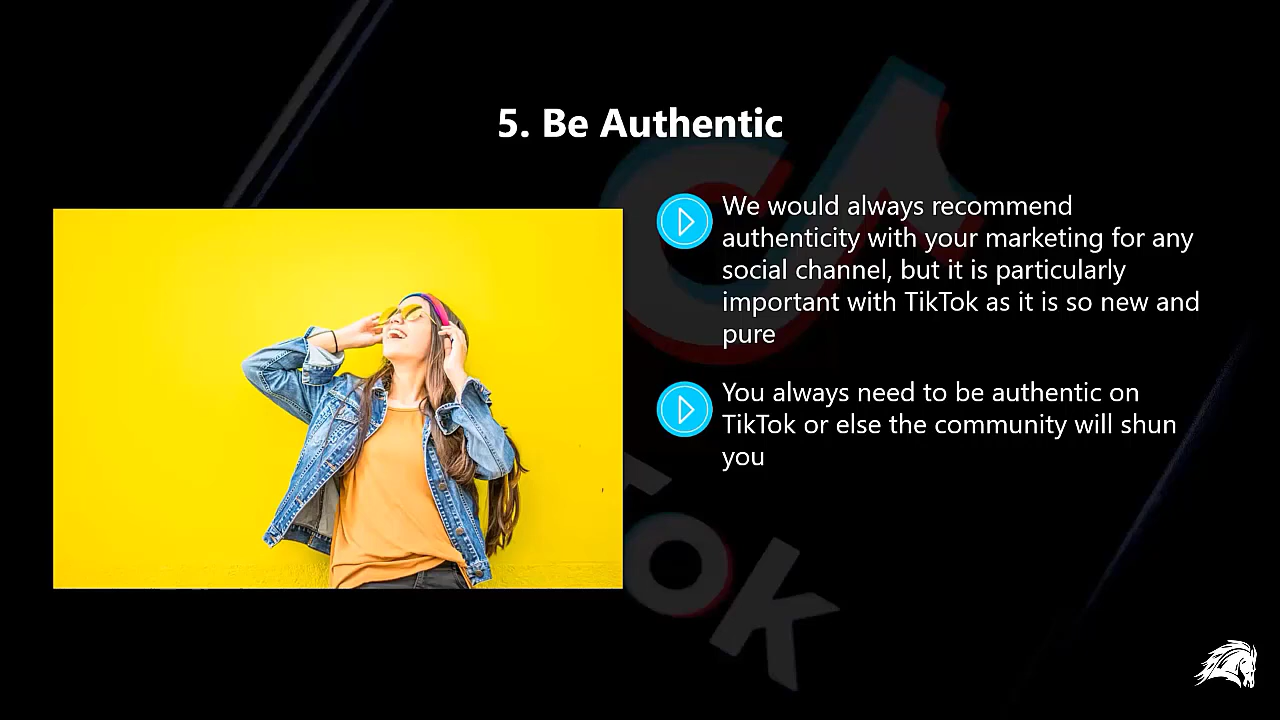 5. Be Authentic
We would always recommend
authenticity with your marketing for any
social channel, but it is particularly
important with TikTok as it is so new and
pure
You always need to be authentic on
TikTok or else the community will shun
you
Tok